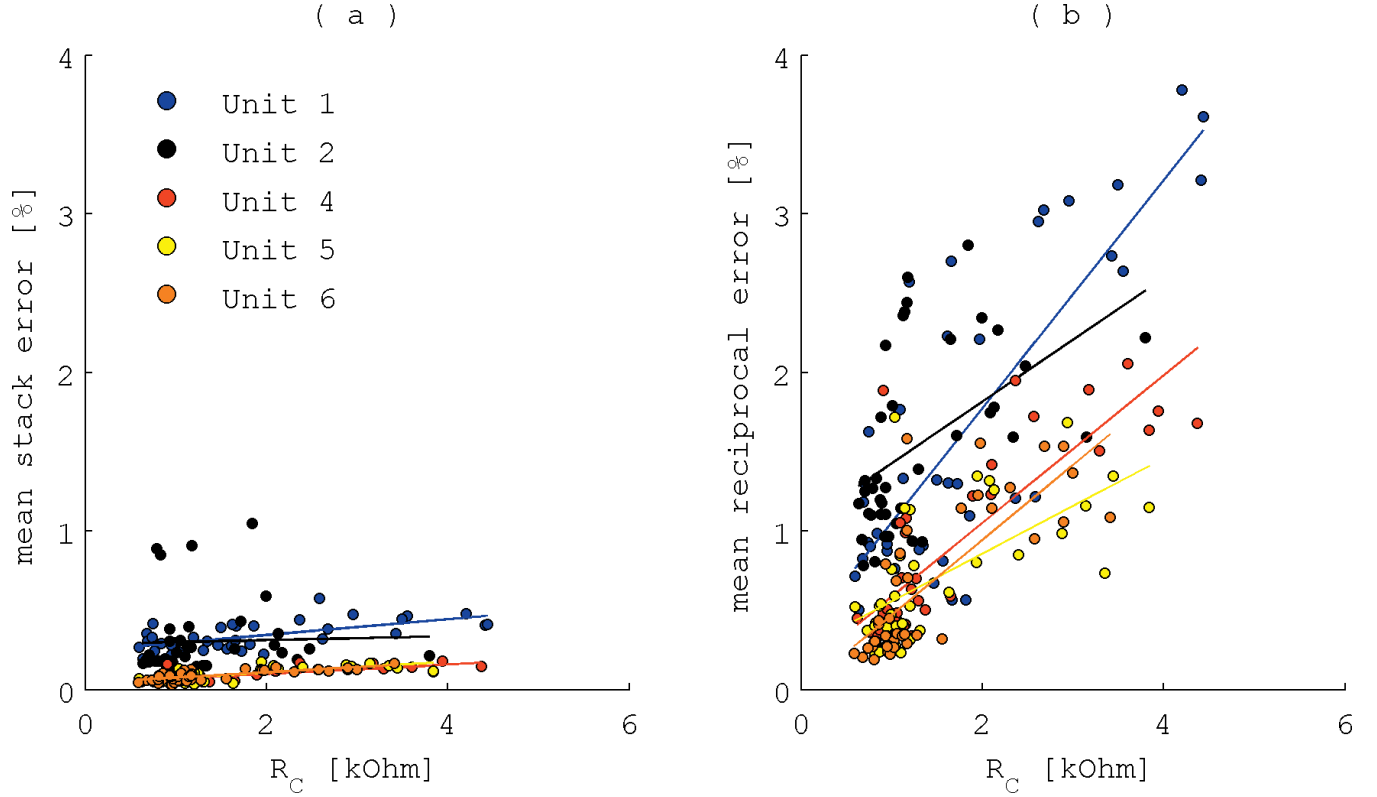 ( a )
4
3
2
1
0
0
2
4
6
mean stack error [%]
R_C [kOhm]
Unit 1
Unit 2
Unit 4
Unit 5
Unit 6
( b )
4
3
2
1
0
0
2
4
6
mean reciprocal error [%]
R_C [kOhm]